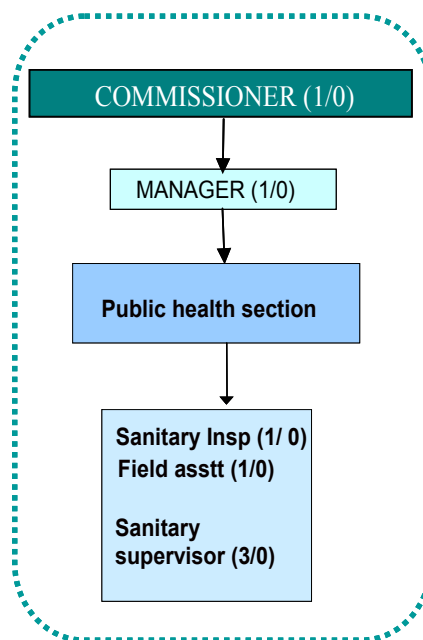 COMMISSIONER (1/0)
MANAGER (1/0)
Public health section
Sanitary Insp (1/ 0)
Field asstt (1/0)
Sanitary
supervisor (3/0)